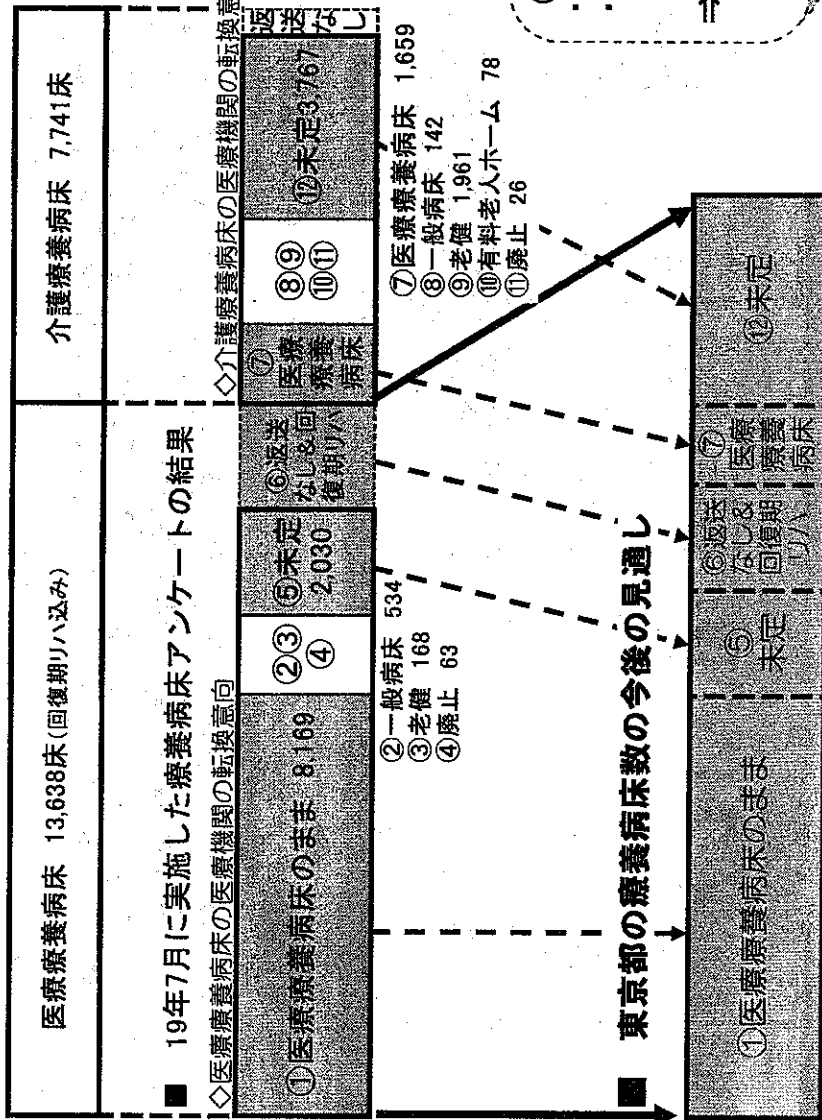 医療療養病床 13,638床(回復期リハ込み)
介護療養病床 7,741床
■ 19年7月に実施した療養病床アンケートの結果
◇医療療養病床の医療機関の転換意向
◇介護療養病床の医療機関の転換意
①医療療養病床のまま 8,169
②③
④
⑤未定
2,030
⑥返送
なし&回
復期リハ
⑦
医療
療養
病床
⑧⑨
⑩⑪
⑫未定3,767
返送
なし
②一般病床 534
③老健 168
④廃止 63
⑦医療療養病床 1,659
⑧一般病床 142
⑨老健 1,961
⑩有料老人ホーム 78
⑪廃止 26
■ 東京都の療養病床数の今後の見通し
①医療療養病床のまま
⑤
未定
⑥返送
なし&
回復期
リハ
⑦
医療
療養
病床
⑫未定